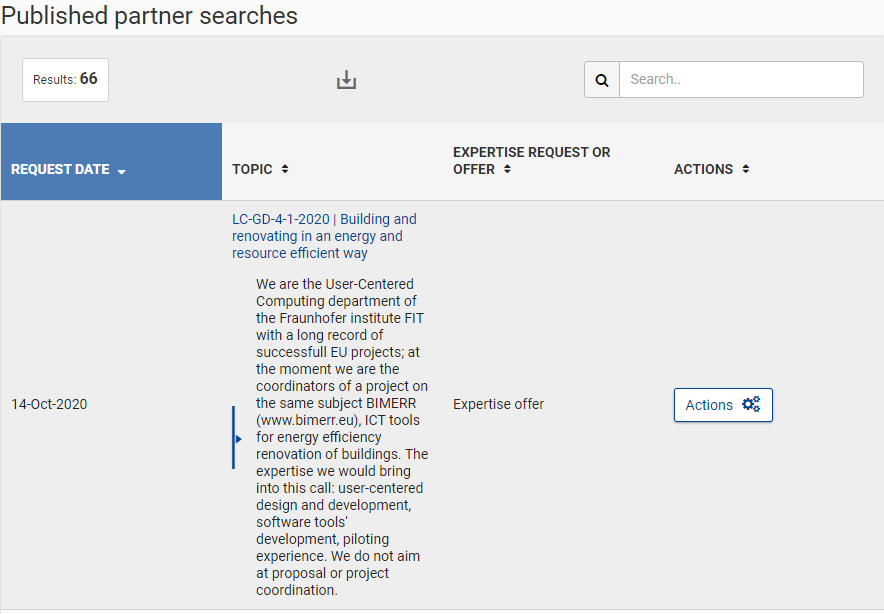 Published partner searches
Results: 66
Search..
REQUEST DATE
TOPIC
EXPERTISE REQUEST OR
OFFER
ACTIONS
LC-GD-4-1-2020 | Building and
renovating in an energy and
resource efficient way
We are the User-Centered
Computing department of
the Fraunhofer institute FIT
with a long record of
successfull EU projects; at
the moment we are the
coordinators of a project on
the same subject BIMERR
(www.bimerr.eu), ICT tools
for energy efficiency
renovation of buildings. The
expertise we would bring
into this call: user-centered
design and development,
software tools'
development, piloting
experience. We do not aim
at proposal or project
coordination.
14-Oct-2020
Expertise offer
Actions